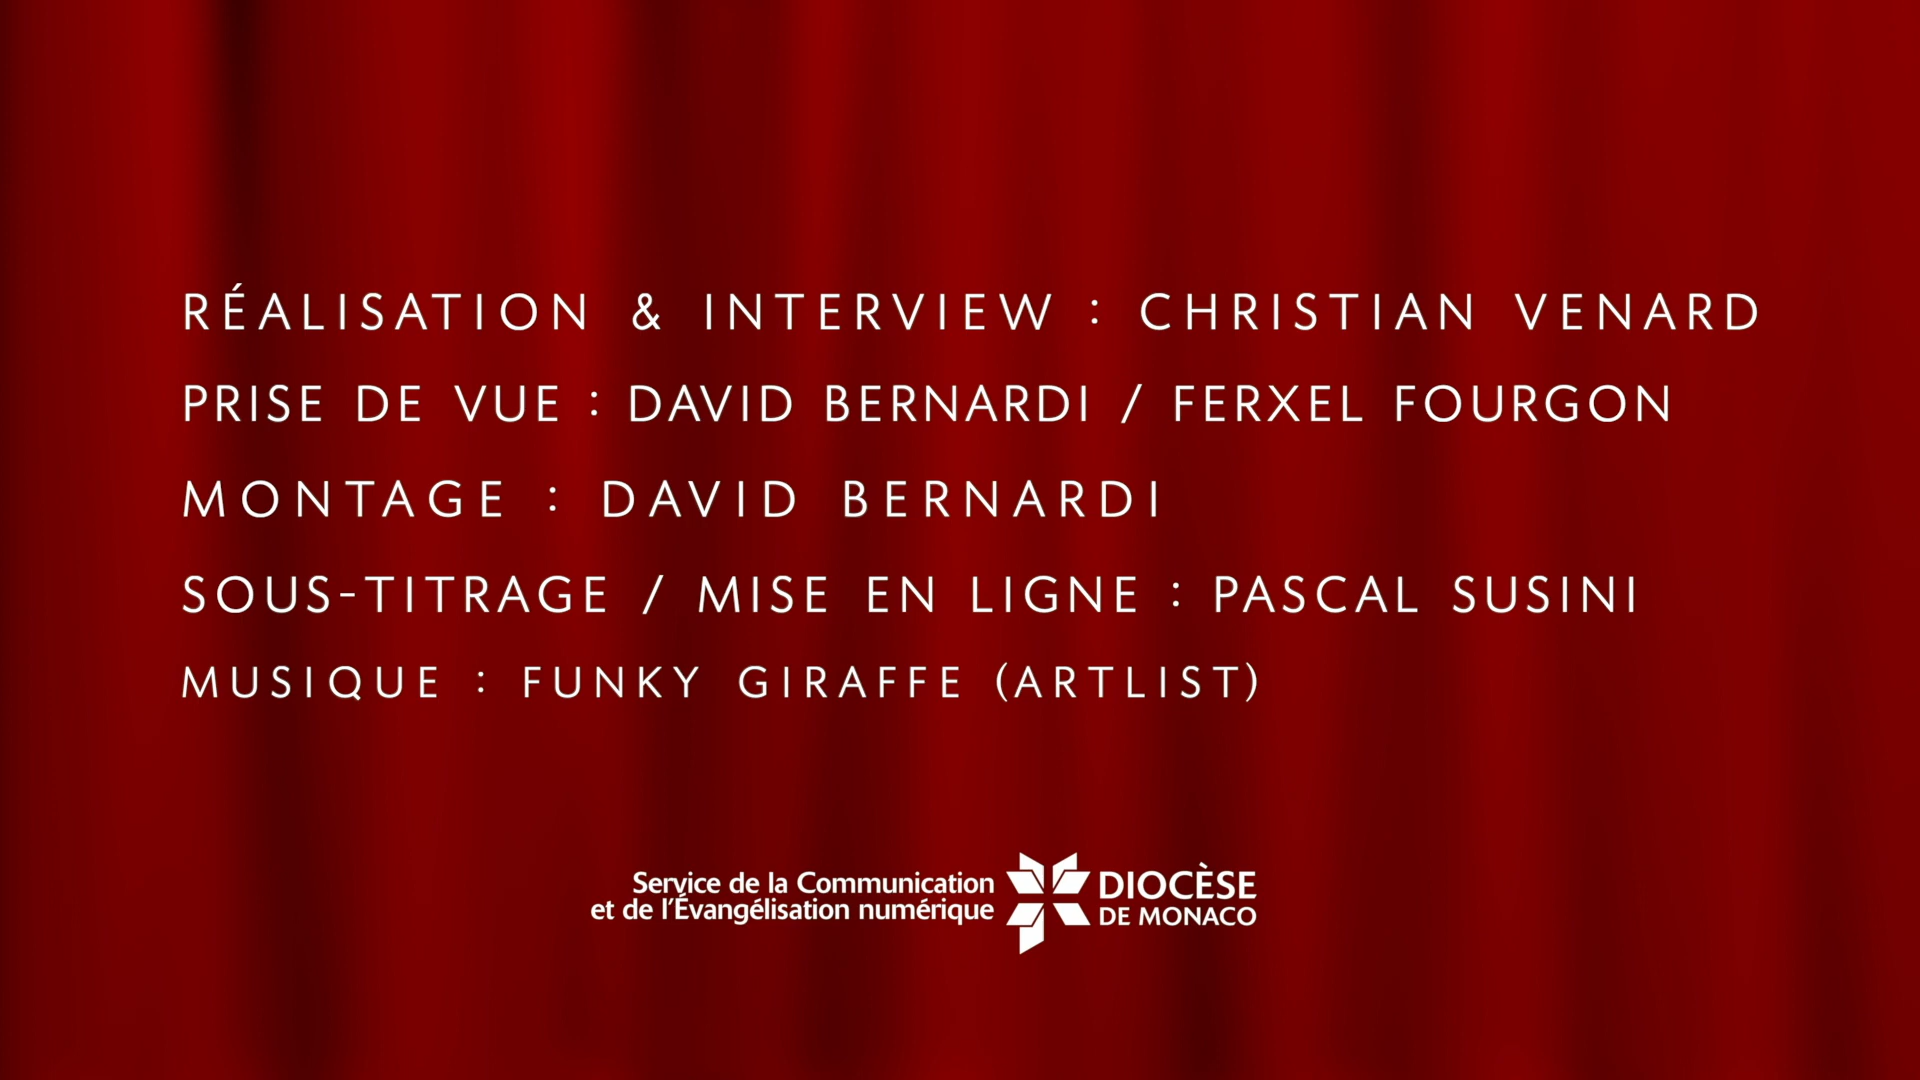 RÉALISATION & INTERVIEW : CHRISTIAN VENARD
PRISE DE VUE : DAVID BERNARDI / FERXEL FOURGON
MONTAGE : DAVID BERNARDI
SOUS-TITRAGE / MISE EN LIGNE : PASCAL SUSINI
MUSIQUE : FUNKY GIRAFFE (ARTLIST)
Service de la Communication
et de l'Évangélisation numérique
DIOCÈSE
DE MONACO